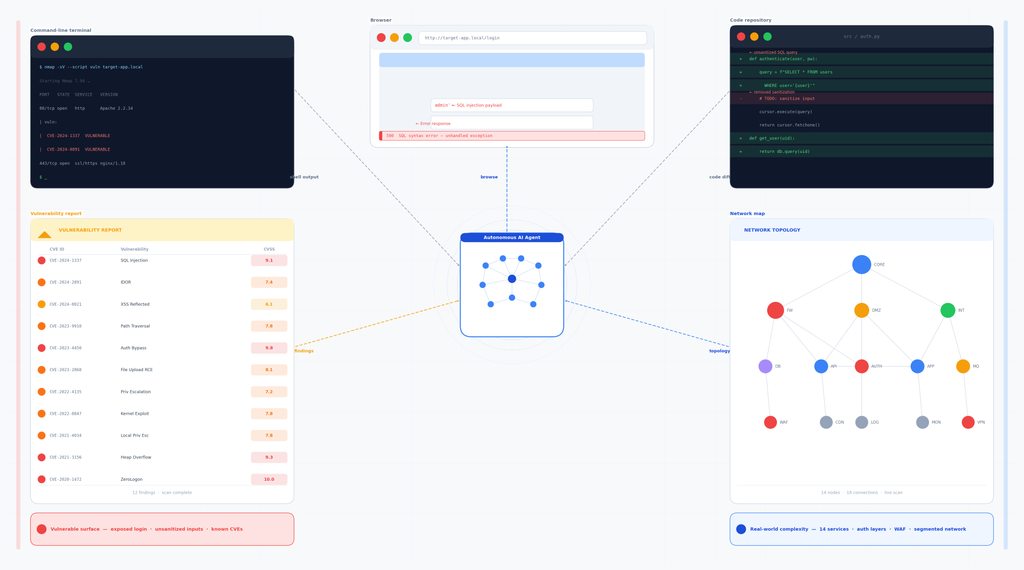 Browser
Command-line terminal
Code repository
http://target-app.local/login
src / auth.py
$ nmap -sV --script vuln target-app.local
Starting Nmap 7.94 …
PORT   STATE  SERVICE   VERSION
80/tcp open   http      Apache 2.2.34
| vuln:
|  CVE-2024-1337  VULNERABLE
|  CVE-2024-0891  VULNERABLE
443/tcp open  ssl/https nginx/1.18
$ _
shell output
admin' ← SQL injection payload
← Error response
ERR: SQL syntax error — unhandled exception
browse
← unsanitized SQL query
+ def authenticate(user, pw):
+ query = f"SELECT * FROM users
+ WHERE user='{user}'"
← removed sanitization
- # TODO: sanitize input
cursor.execute(query)
return cursor.fetchone()
+ def get_user(uid):
+ return db.query(uid)
code diff
Autonomous AI Agent
Vulnerability report
VULNERABILITY REPORT
CVE ID Vulnerability CVSS
CVE-2024-1337 SQL Injection 9.1
CVE-2024-2891 IDOR 7.4
CVE-2024-0021 XSS Reflected 6.1
CVE-2023-9910 Path Traversal 7.8
CVE-2023-4450 Auth Bypass 9.8
CVE-2023-2868 File Upload RCE 8.1
CVE-2022-4135 Priv Escalation 7.2
CVE-2022-0847 Kernel Exploit 7.8
CVE-2021-4034 Local Priv Esc 7.8
CVE-2021-3156 Heap Overflow 9.3
CVE-2020-1472 ZeroLogon 10.0
12 findings · scan complete
findings
topology
Network map
NETWORK TOPOLOGY
CORE
FW
DMZ
INT
DB
API
AUTH
APP
MQ
WAF
CDN
LOG
MON
VPN
14 nodes · 18 connections · live scan
Vulnerable surface — exposed login · unsanitized inputs · known CVEs
Real-world complexity — 14 services · auth layers · WAF · segmented network